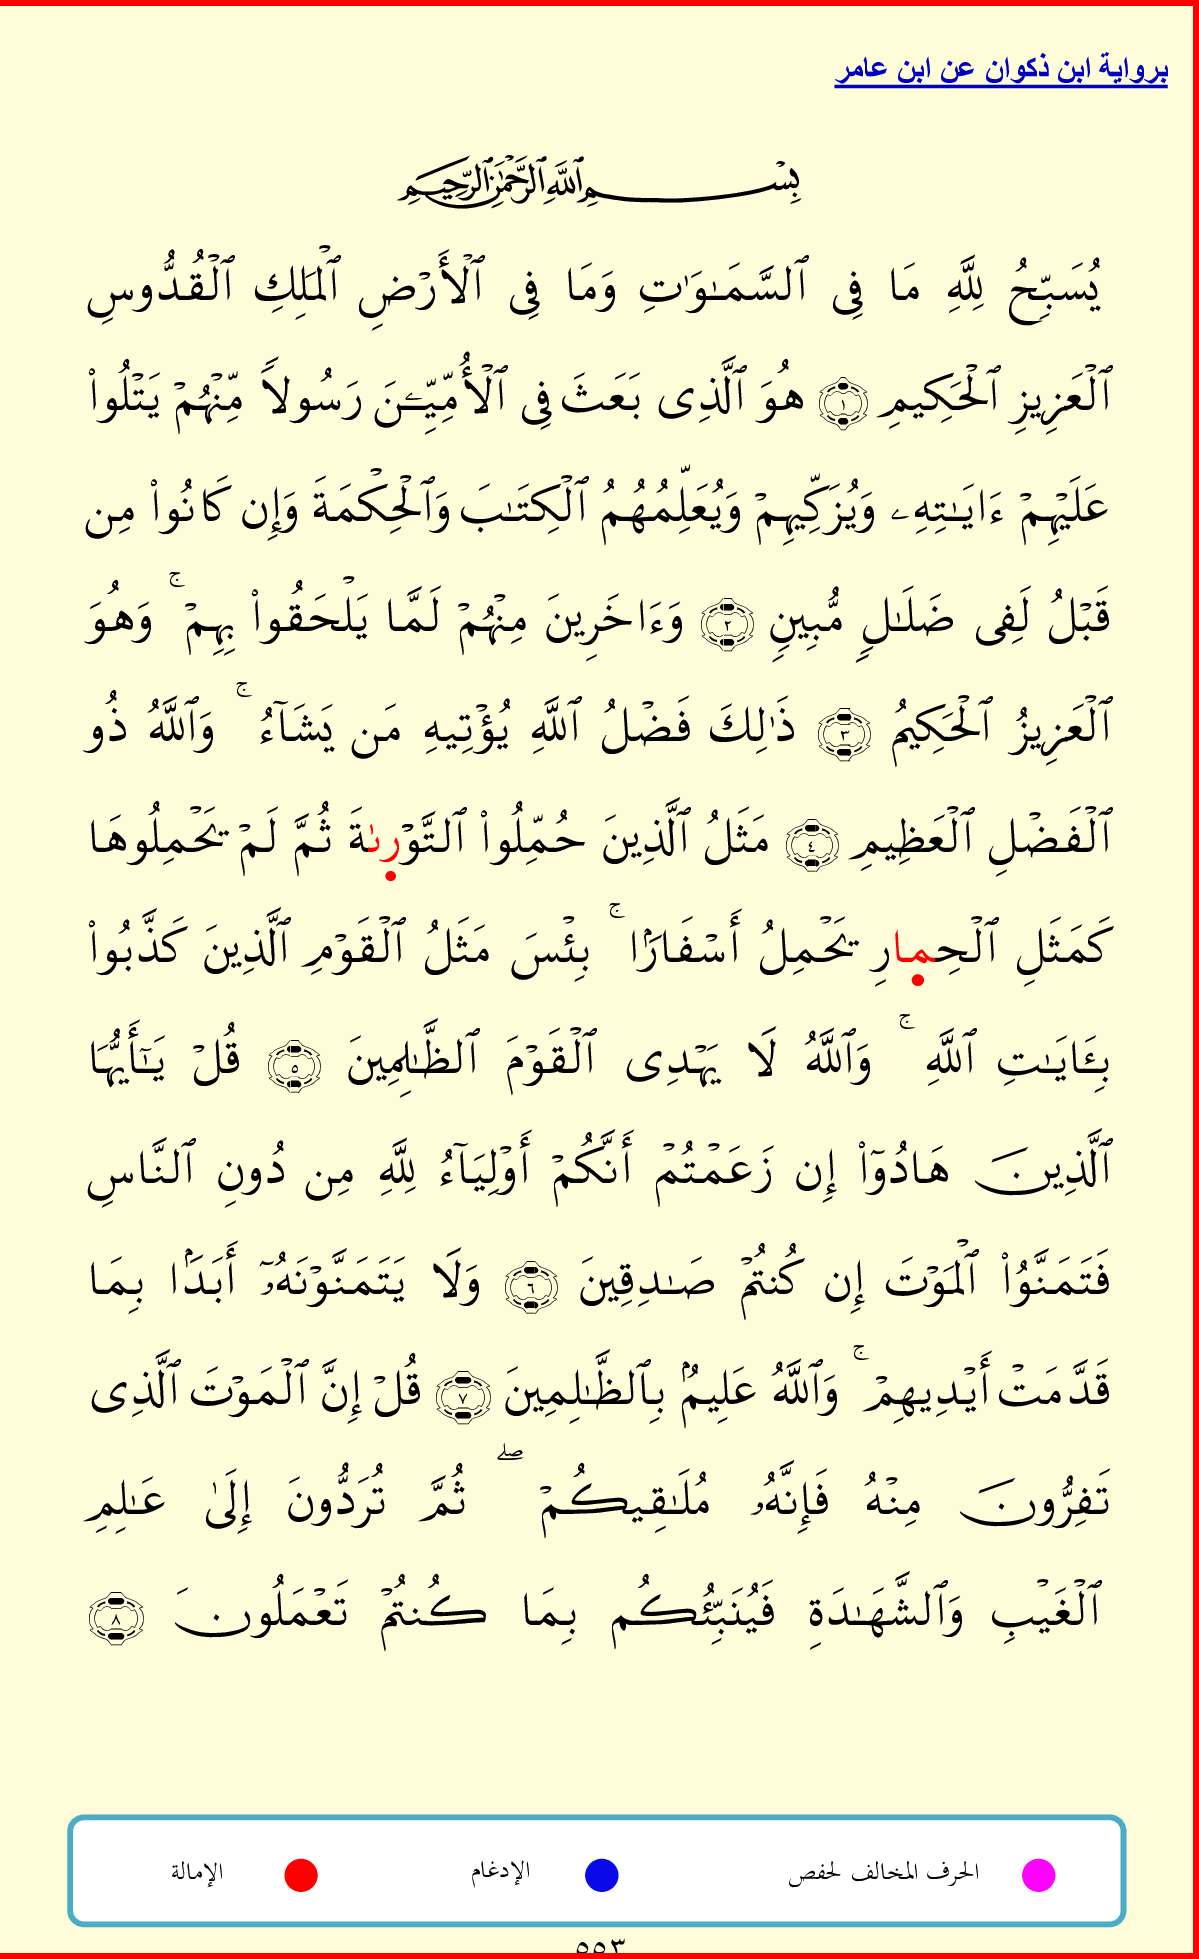 برواية ابن ذكوان عن ابن عامر
بِسْمِ ٱللَّهِ ٱلرَّحْمَٰنِ ٱلرَّحِيمِ
يُسَبِّحُ لِلَّهِ مَا فِى ٱلسَّمَـٰوَٰتِ وَمَا فِى ٱلْأَرْضِ ٱلْمَلِكِ ٱلْقُدُّوسِ
ٱلْعَزِيزِ ٱلْحَكِيمِ ١ هُوَ ٱلَّذِى بَعَثَ فِى ٱلْأُمِّيِّـۧنَ رَسُولًا مِّنْهُمْ يَتْلُوا۟
عَلَيْهِمْ ءَايَـٰتِهِۦ وَيُزَكِّيهِمْ وَيُعَلِّمُهُمُ ٱلْكِتَـٰبَ وَٱلْحِكْمَةَ وَإِن كَانُوا۟ مِن
قَبْلُ لَفِى ضَلَـٰلٍ مُّبِينٍ ٢ وَءَاخَرِينَ مِنْهُمْ لَمَّا يَلْحَقُوا۟ بِهِمْ ۚ وَهُوَ
ٱلْعَزِيزُ ٱلْحَكِيمُ ٣ ذَٰلِكَ فَضْلُ ٱللَّهِ يُؤْتِيهِ مَن يَشَآءُ ۚ وَٱللَّهُ ذُو
ٱلْفَضْلِ ٱلْعَظِيمِ ٤ مَثَلُ ٱلَّذِينَ حُمِّلُوا۟ ٱلتَّوْرىٰةَ ثُمَّ لَمْ يَحْمِلُوهَا
كَمَثَلِ ٱلْحِمارِ يَحْمِلُ أَسْفَارًۢا ۚ بِئْسَ مَثَلُ ٱلْقَوْمِ ٱلَّذِينَ كَذَّبُوا۟
بِـَٔايَـٰتِ ٱللَّهِ ۚ وَٱللَّهُ لَا يَهْدِى ٱلْقَوْمَ ٱلظَّـٰلِمِينَ ٥ قُلْ يَـٰٓأَيُّهَا
ٱلَّذِينَ هَادُوٓا۟ إِن زَعَمْتُمْ أَنَّكُمْ أَوْلِيَآءُ لِلَّهِ مِن دُونِ ٱلنَّاسِ
فَتَمَنَّوُا۟ ٱلْمَوْتَ إِن كُنتُمْ صَـٰدِقِينَ ٦ وَلَا يَتَمَنَّوْنَهُۥٓ أَبَدًۢا بِمَا
قَدَّمَتْ أَيْدِيهِمْ ۚ وَٱللَّهُ عَلِيمٌۢ بِٱلظَّـٰلِمِينَ ٧ قُلْ إِنَّ ٱلْمَوْتَ ٱلَّذِى
تَفِرُّونَ مِنْهُ فَإِنَّهُۥ مُلَـٰقِيكُمْ ۖ ثُمَّ تُرَدُّونَ إِلَىٰ عَـٰلِمِ
ٱلْغَيْبِ وَٱلشَّهَـٰدَةِ فَيُنَبِّئُكُم بِمَا كُنتُمْ تَعْمَلُونَ ٨
الحرف المخالف لحفص الإدغام الإمالة
٥٥٣